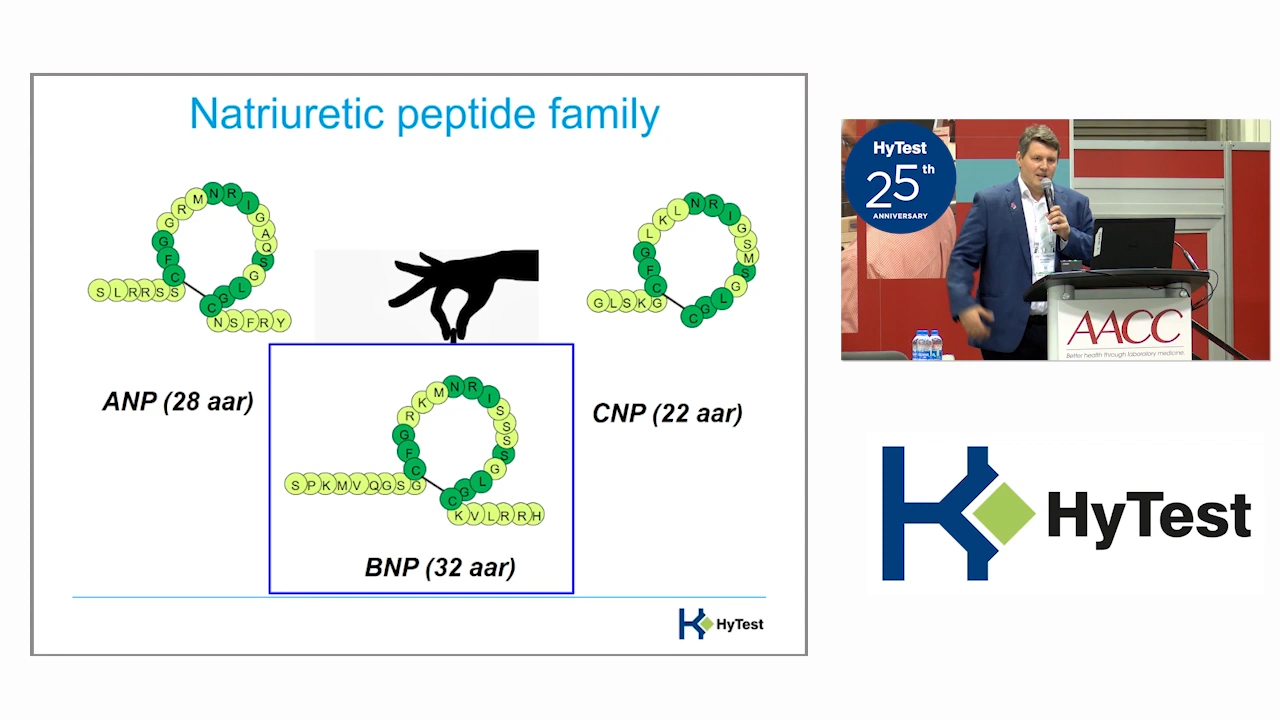 Natriuretic peptide family
S L R R S S C F G G R M N R I G A Q S G L G C N S F R Y
ANP (28 aar)
G L S K G C F G L K L N R I G S M S G L G C
CNP (22 aar)
S P K M V Q G S G C F G R K M N R I S S S S G L G C K V L R R H
BNP (32 aar)
HyTest
HyTest
25th
ANNIVERSARY
AACC
Better health through laboratory medicine.
HyTest